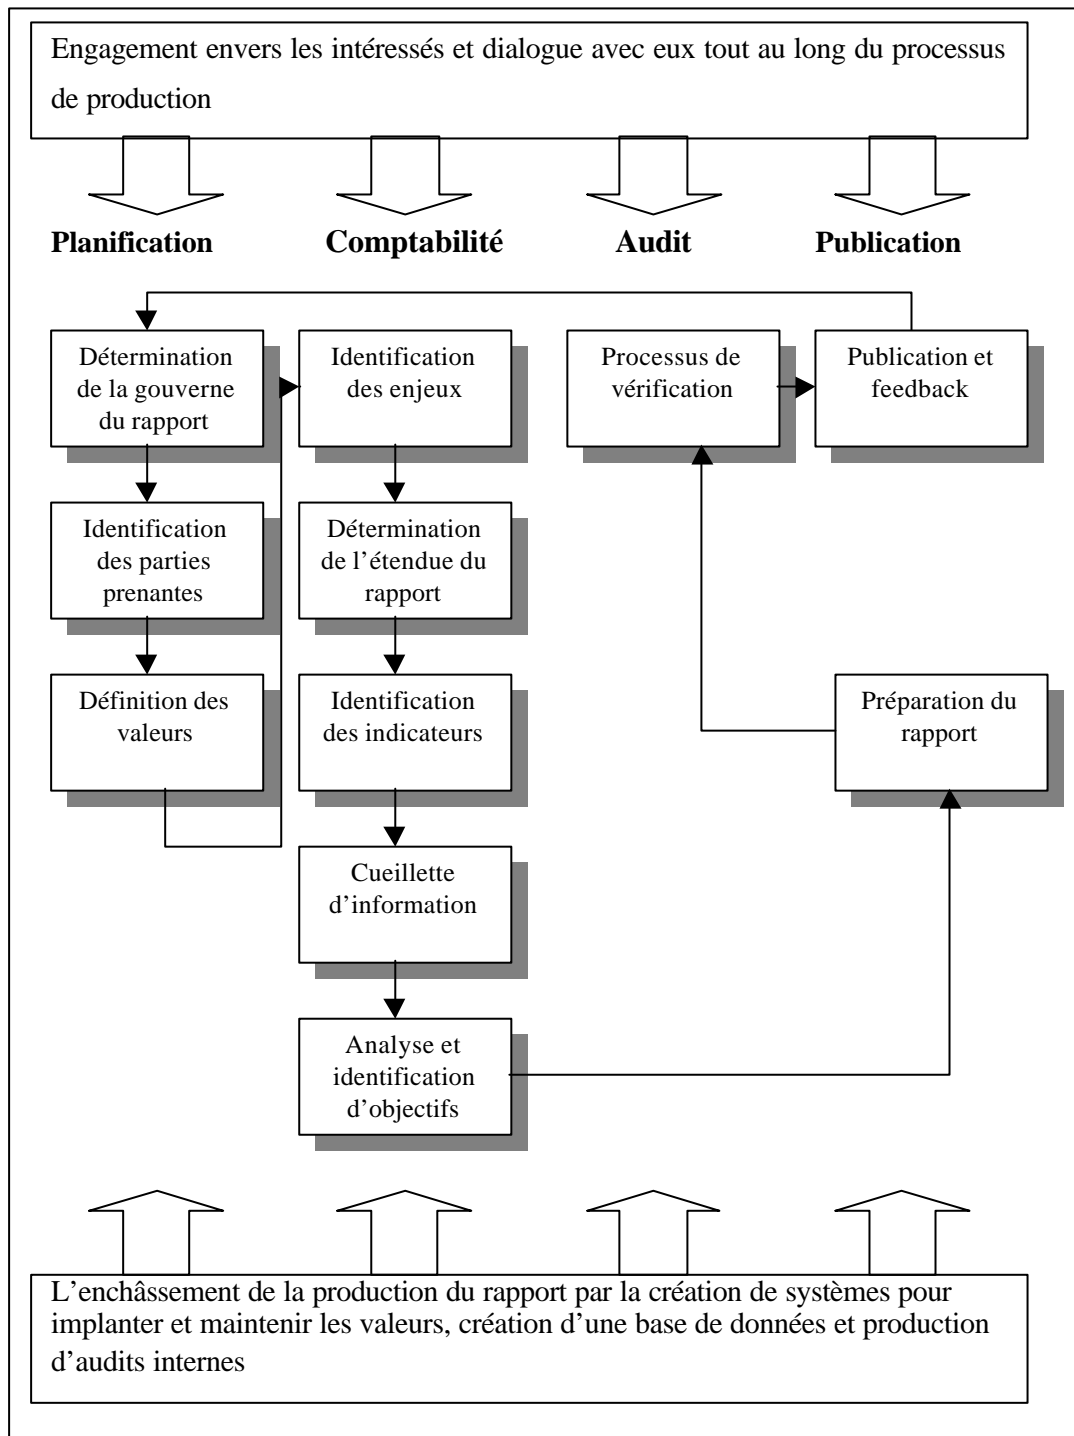 Engagement envers les intéressés et dialogue avec eux tout au long du processus
de production
Planification
Comptabilité
Audit
Publication
Détermination
de la gouverne
du rapport
Identification
des enjeux
Processus de
vérification
Publication et
feedback
Identification
des parties
prenantes
Détermination
de l’étendue du
rapport
Définition des
valeurs
Identification
des indicateurs
Préparation du
rapport
Cueillette
d’information
Analyse et
identification
d’objectifs
L’enchâssement de la production du rapport par la création de systèmes pour
implanter et maintenir les valeurs, création d’une base de données et production
d’audits internes